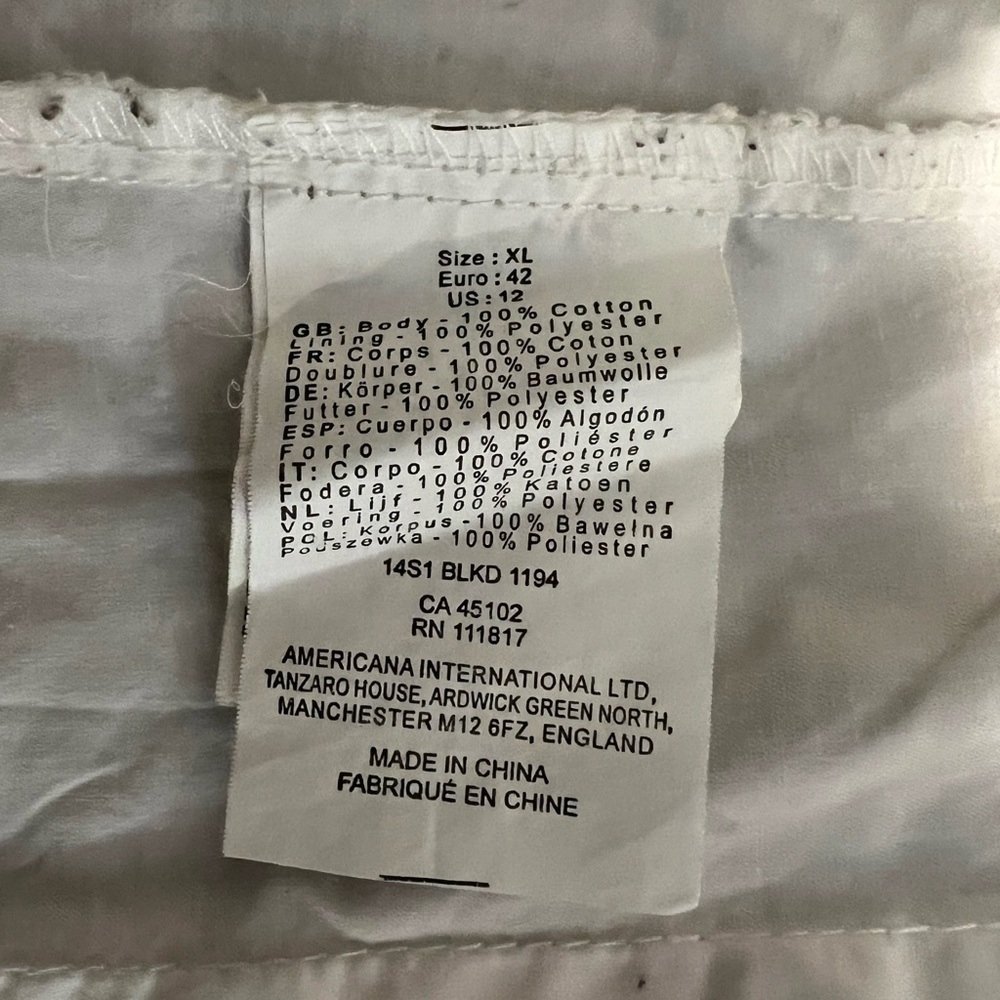 Size : XL
Euro : 42
US : 12
GB: Body - 100% Cotton
Lining - 100% Polyester
FR: Corps - 100% Coton
Doublure - 100% Polyester
DE: Körper - 100% Baumwolle
Futter - 100% Polyester
ESP: Cuerpo - 100% Algodón
Forro - 100% Poliéster
IT: Corpo - 100% Cotone
Fodera - 100% Poliestere
NL: Lijf - 100% Katoen
Voering - 100% Polyester
POL: Korpus - 100% Bawełna
Poduszewka - 100% Poliester
14S1 BLKD 1194
CA 45102
RN 111817
AMERICANA INTERNATIONAL LTD,
TANZARO HOUSE, ARDWICK GREEN NORTH,
MANCHESTER M12 6FZ, ENGLAND
MADE IN CHINA
FABRIQUÉ EN CHINE